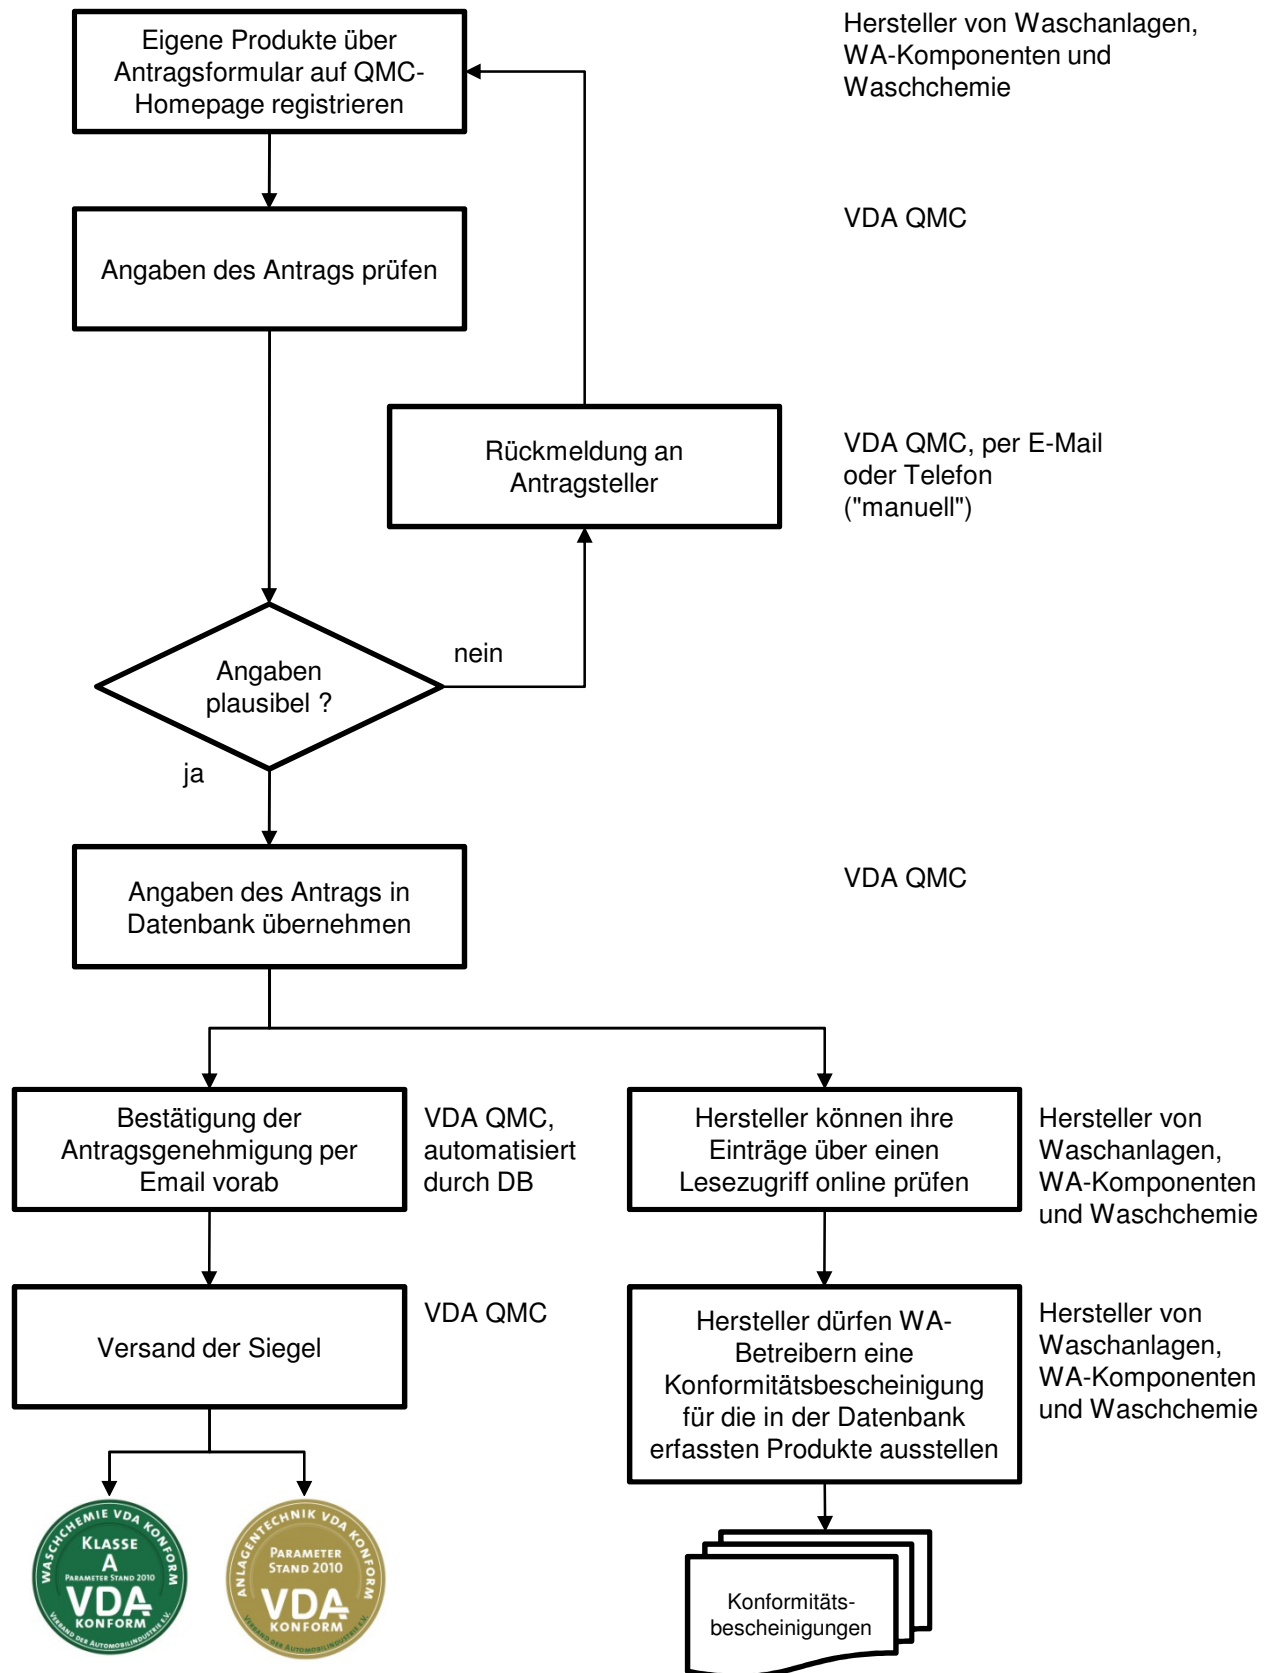 Eigene Produkte über
Antragsformular auf QMC-
Homepage registrieren
Hersteller von Waschanlagen,
WA-Komponenten und
Waschchemie
Angaben des Antrags prüfen
VDA QMC
Rückmeldung an
Antragsteller
VDA QMC, per E-Mail
oder Telefon
("manuell")
Angaben
plausibel ?
nein
ja
Angaben des Antrags in
Datenbank übernehmen
VDA QMC
Bestätigung der
Antragsgenehmigung per
Email vorab
VDA QMC,
automatisiert
durch DB
Hersteller können ihre
Einträge über einen
Lesezugriff online prüfen
Hersteller von
Waschanlagen,
WA-Komponenten
und Waschchemie
Versand der Siegel
VDA QMC
Hersteller dürfen WA-
Betreibern eine
Konformitätsbescheinigung
für die in der Datenbank
erfassten Produkte ausstellen
Hersteller von
Waschanlagen,
WA-Komponenten
und Waschchemie
WASCHCHEMIE VDA KONFORM
KLASSE
A
PARAMETER STAND 2010
VDA
KONFORM
VERBAND DER AUTOMOBILINDUSTRIE E.V.
ANLAGENTECHNIK VDA KONFORM
PARAMETER
STAND 2010
VDA
KONFORM
VERBAND DER AUTOMOBILINDUSTRIE E.V.
Konformitäts-
bescheinigungen